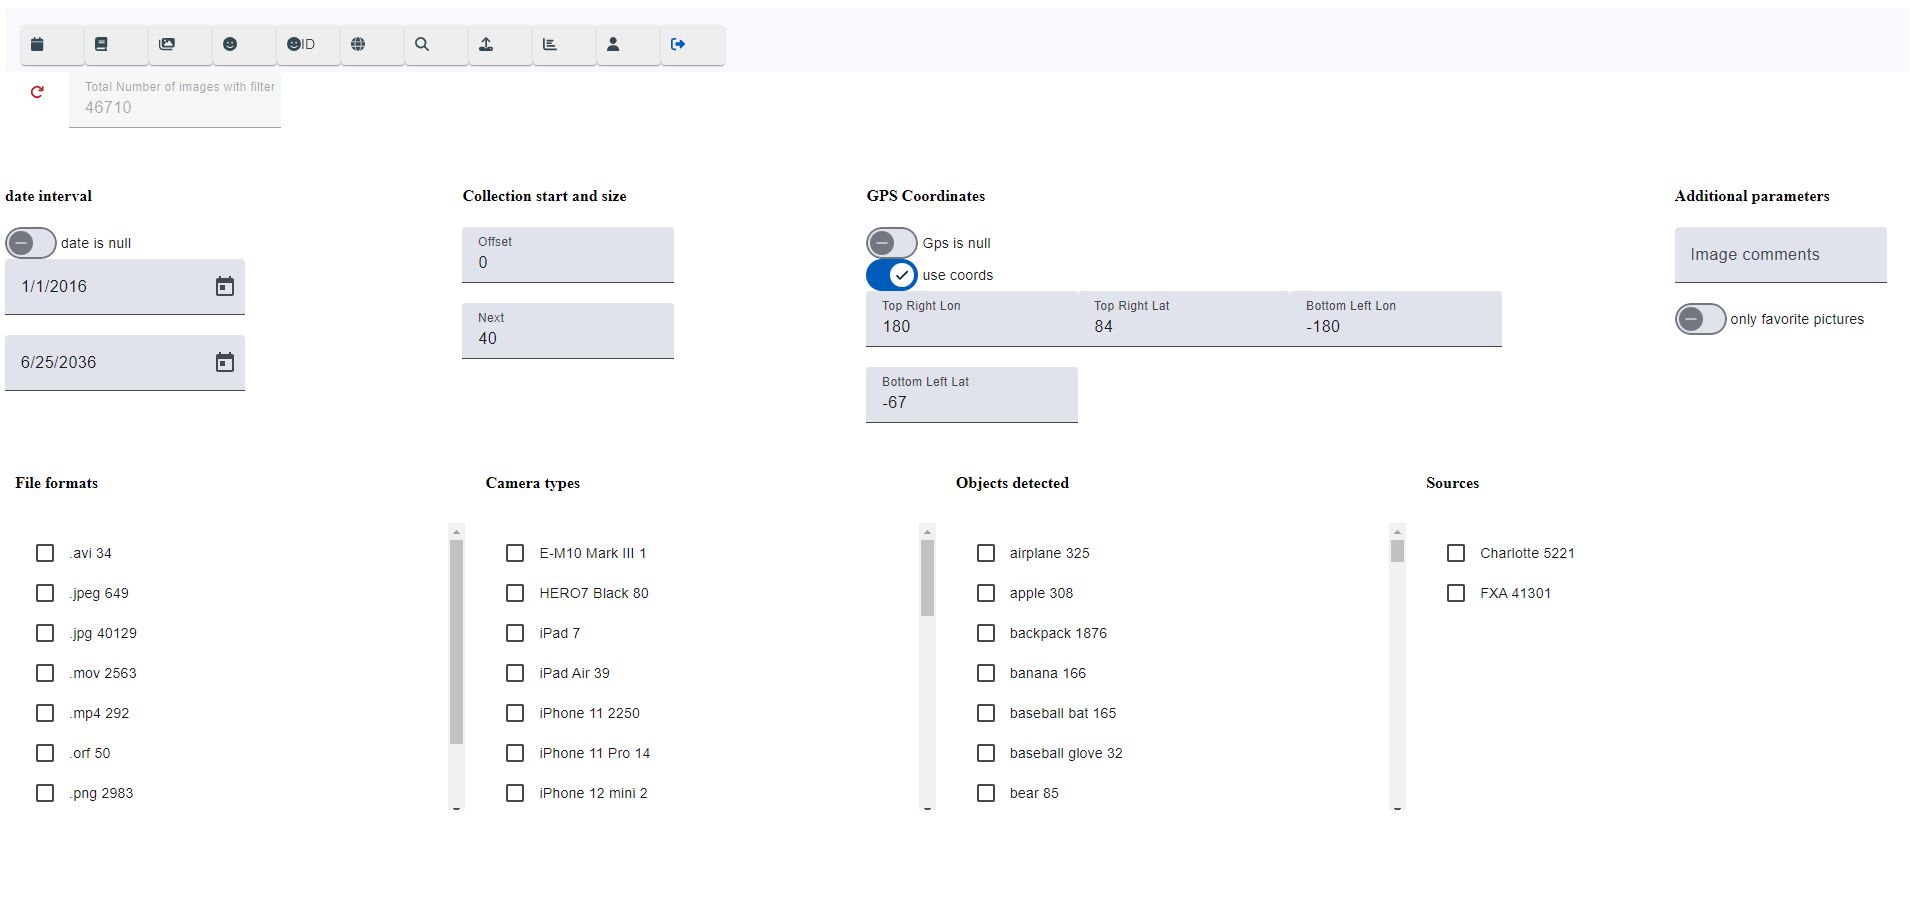 ID
Total Number of images with filter
46710
date interval
date is null
1/1/2016
6/25/2036
Collection start and size
Offset
0
Next
40
GPS Coordinates
Gps is null
use coords
Top Right Lon
180
Top Right Lat
84
Bottom Left Lon
-180
Bottom Left Lat
-67
Additional parameters
Image comments
only favorite pictures
File formats
.avi 34
.jpeg 649
.jpg 40129
.mov 2563
.mp4 292
.orf 50
.png 2983
Camera types
E-M10 Mark III 1
HERO7 Black 80
iPad 7
iPad Air 39
iPhone 11 2250
iPhone 11 Pro 14
iPhone 12 mini 2
Objects detected
airplane 325
apple 308
backpack 1876
banana 166
baseball bat 165
baseball glove 32
bear 85
Sources
Charlotte 5221
FXA 41301